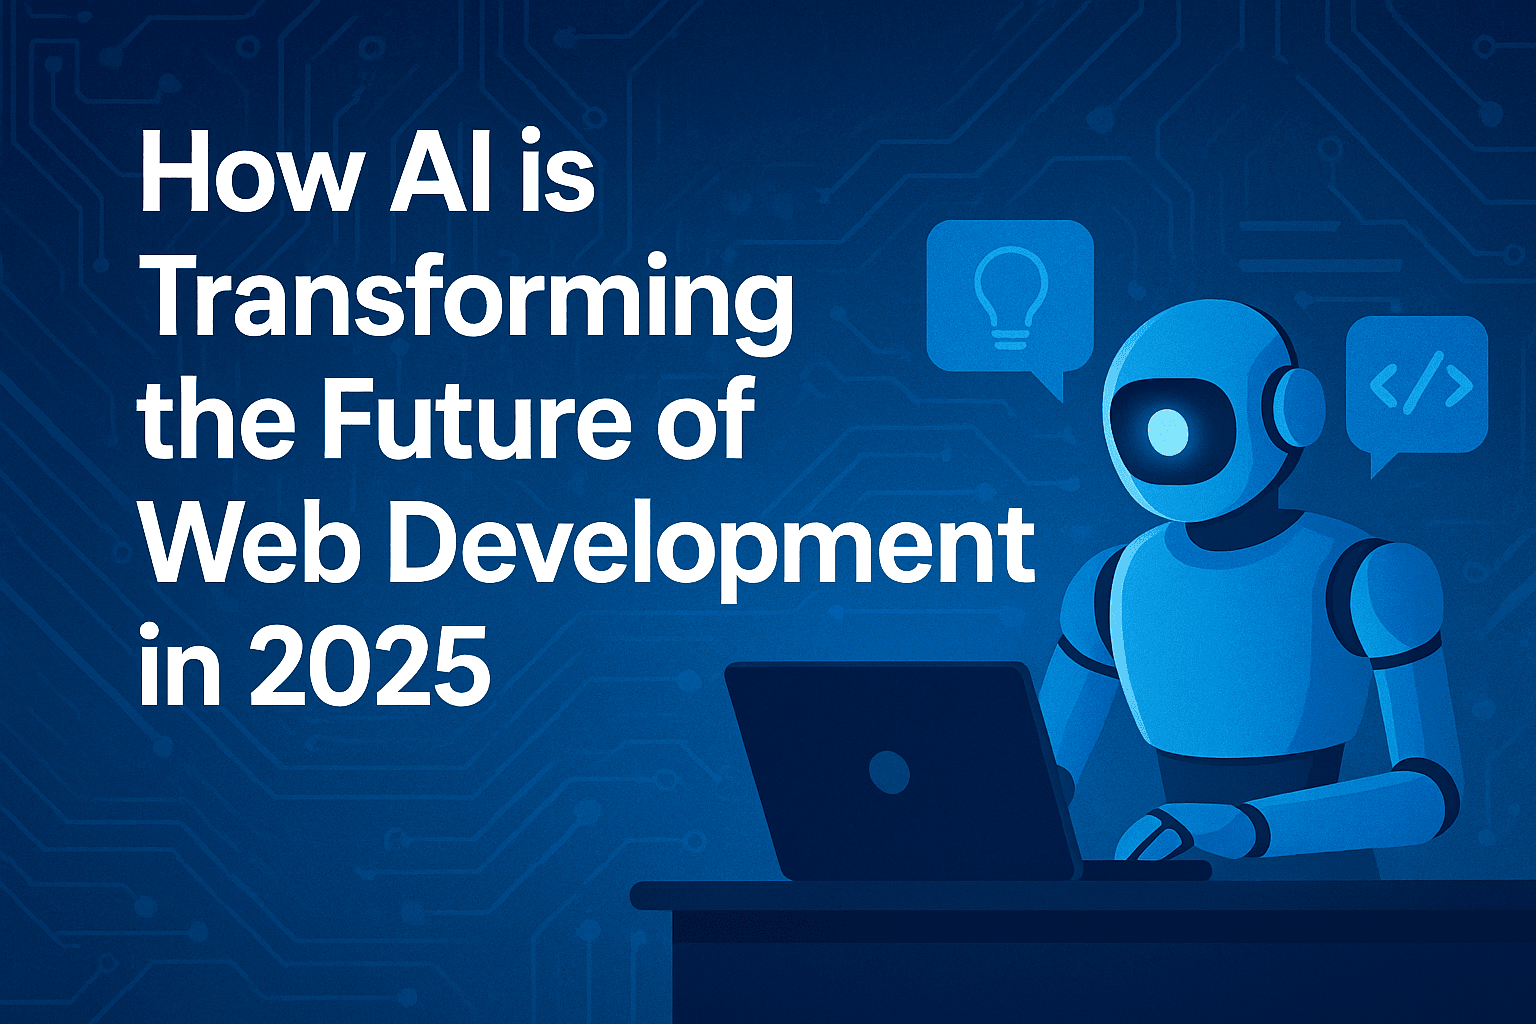 How AI is
Transforming
the Future of
Web Development
in 2025
</>